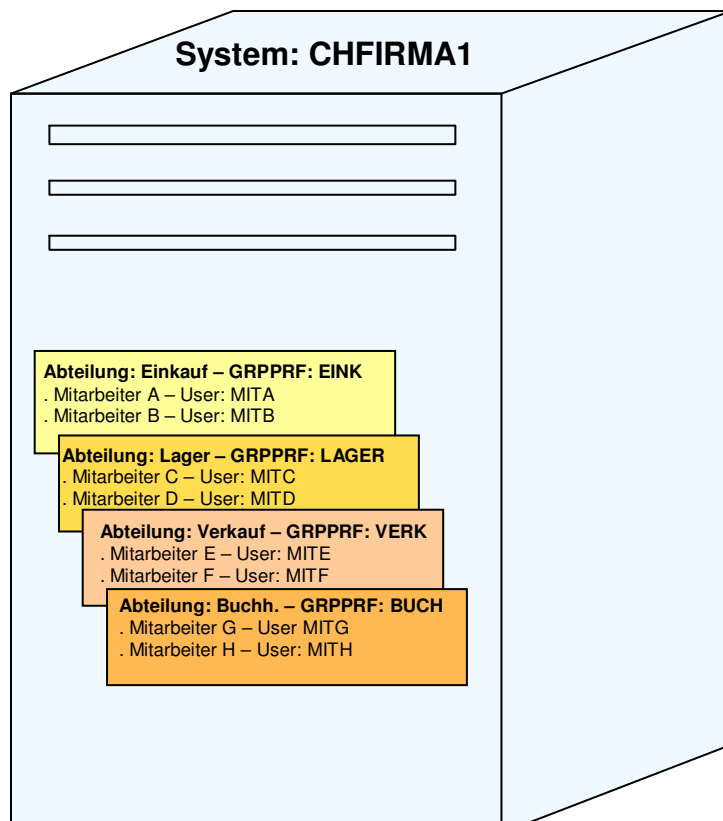 System: CHFIRMA1
Abteilung: Einkauf – GRPPRF: EINK
. Mitarbeiter A – User: MITA
. Mitarbeiter B – User: MITB
Abteilung: Lager – GRPPRF: LAGER
. Mitarbeiter C – User: MITC
. Mitarbeiter D – User: MITD
Abteilung: Verkauf – GRPPRF: VERK
. Mitarbeiter E – User: MITE
. Mitarbeiter F – User: MITF
Abteilung: Buchh. – GRPPRF: BUCH
. Mitarbeiter G – User MITG
. Mitarbeiter H – User: MITH